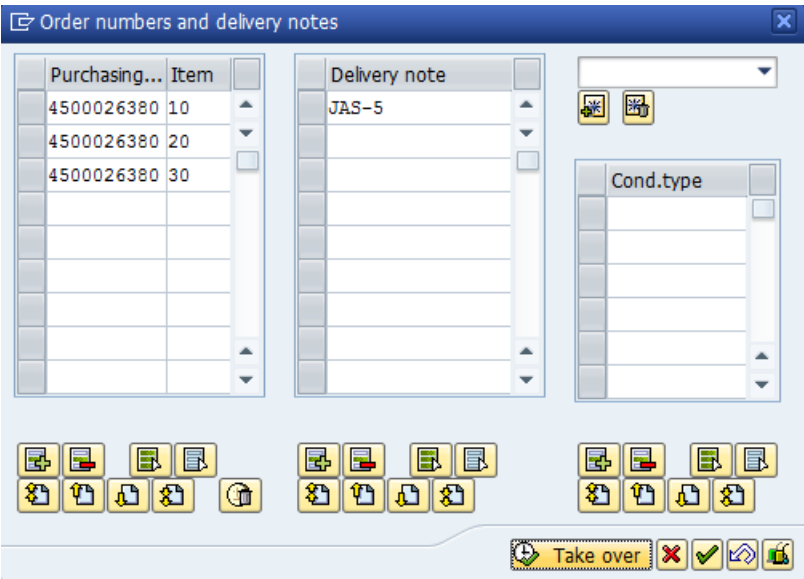 Order numbers and delivery notes
Purchasing... Item
4500026380 10
4500026380 20
4500026380 30
Delivery note
JAS-5
Cond.type
Take over